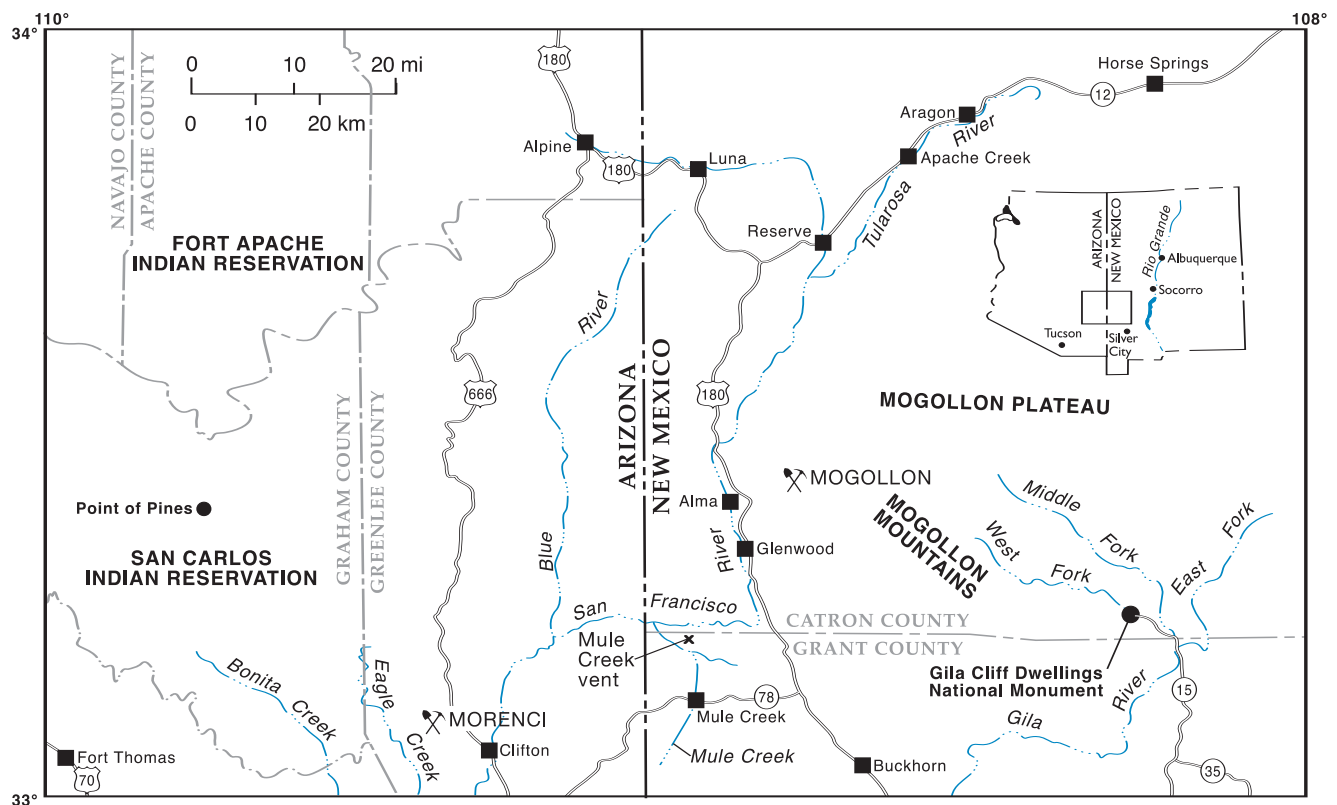 110°
108°
34°
33°
NAVAJO COUNTY
APACHE COUNTY
0 10 20 mi
0 10 20 km
180
Alpine
180
Luna
Horse Springs
12
Aragon
River
Apache Creek
Tularosa
Reserve
FORT APACHE
INDIAN RESERVATION
ARIZONA
NEW MEXICO
Rio Grande
Albuquerque
Socorro
Tucson
Silver
City
River
666
180
ARIZONA
NEW MEXICO
MOGOLLON PLATEAU
GRAHAM COUNTY
GREENLEE COUNTY
Point of Pines
SAN CARLOS
INDIAN RESERVATION
Blue
MOGOLLON
Alma
River
Glenwood
MOGOLLON
MOUNTAINS
Middle
Fork
West
Fork
East
Fork
San
Francisco
CATRON COUNTY
GRANT COUNTY
Mule
Creek
vent
Gila Cliff Dwellings
National Monument
Bonita
Creek
Eagle
Creek
MORENCI
Clifton
78
Mule Creek
Mule Creek
Gila
River
15
35
Buckhorn
Fort Thomas
70